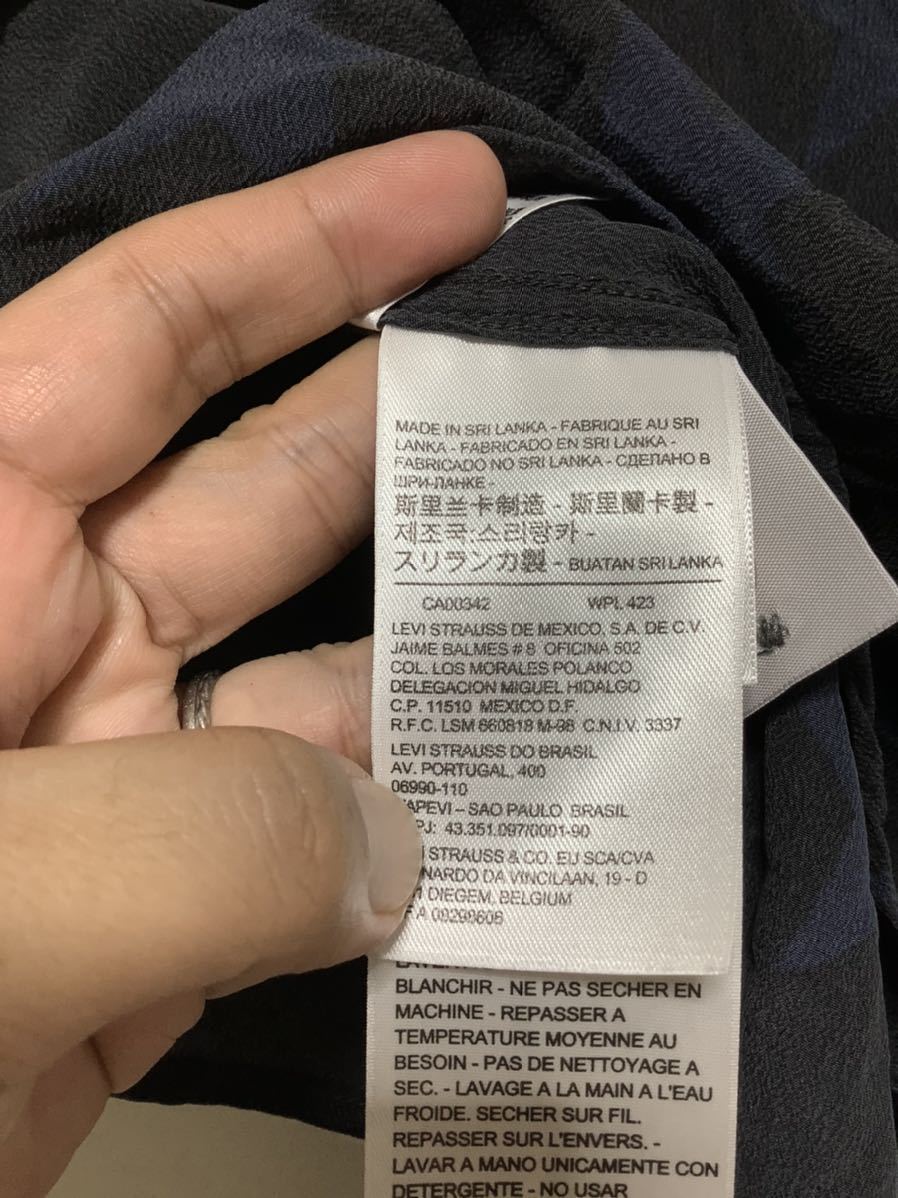 MADE IN SRI LANKA - FABRIQUE AU SRI
LANKA - FABRICADO EN SRI LANKA -
FABRICADO NO SRI LANKA - СДЕЛАНО В
ШРИ-ЛАНКЕ -
斯里兰卡制造 - 斯里蘭卡製 -
제조국:스리랑카 -
スリランカ製 - BUATAN SRI LANKA
CA00342 WPL 423
LEVI STRAUSS DE MEXICO, S.A. DE C.V.
JAIME BALMES # 8 OFICINA 502
COL. LOS MORALES POLANCO
DELEGACION MIGUEL HIDALGO
C.P. 11510 MEXICO D.F.
R.F.C. LSM 660818 M-98 C.N.I.V. 3337
LEVI STRAUSS DO BRASIL
AV. PORTUGAL, 400
06990-110
APEVI – SAO PAULO BRASIL
PJ: 43.351.097/0001-90
STRAUSS & CO. EU SCA/CVA
NARDO DA VINCILAAN, 19 - D
DIEGEM, BELGIUM
A 09298606
BLANCHIR - NE PAS SECHER EN
MACHINE - REPASSER A
TEMPERATURE MOYENNE AU
BESOIN - PAS DE NETTOYAGE A
SEC. - LAVAGE A LA MAIN A L'EAU
FROIDE. SECHER SUR FIL.
REPASSER SUR L'ENVERS. -
LAVAR A MANO UNICAMENTE CON
DETERGENTE - NO USAR